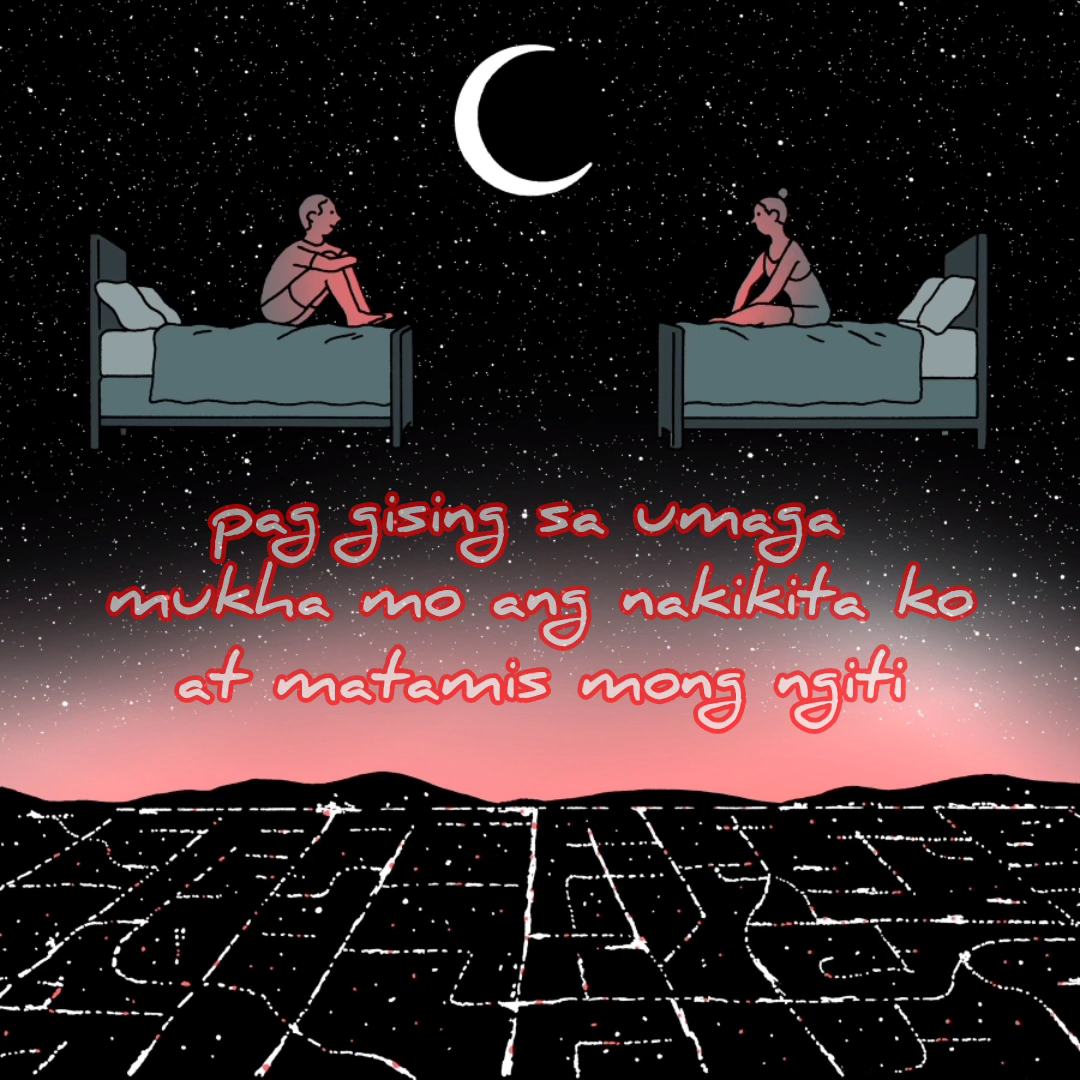 pag gising sa umaga
mukha mo ang nakikita ko
at matamis mong ngiti